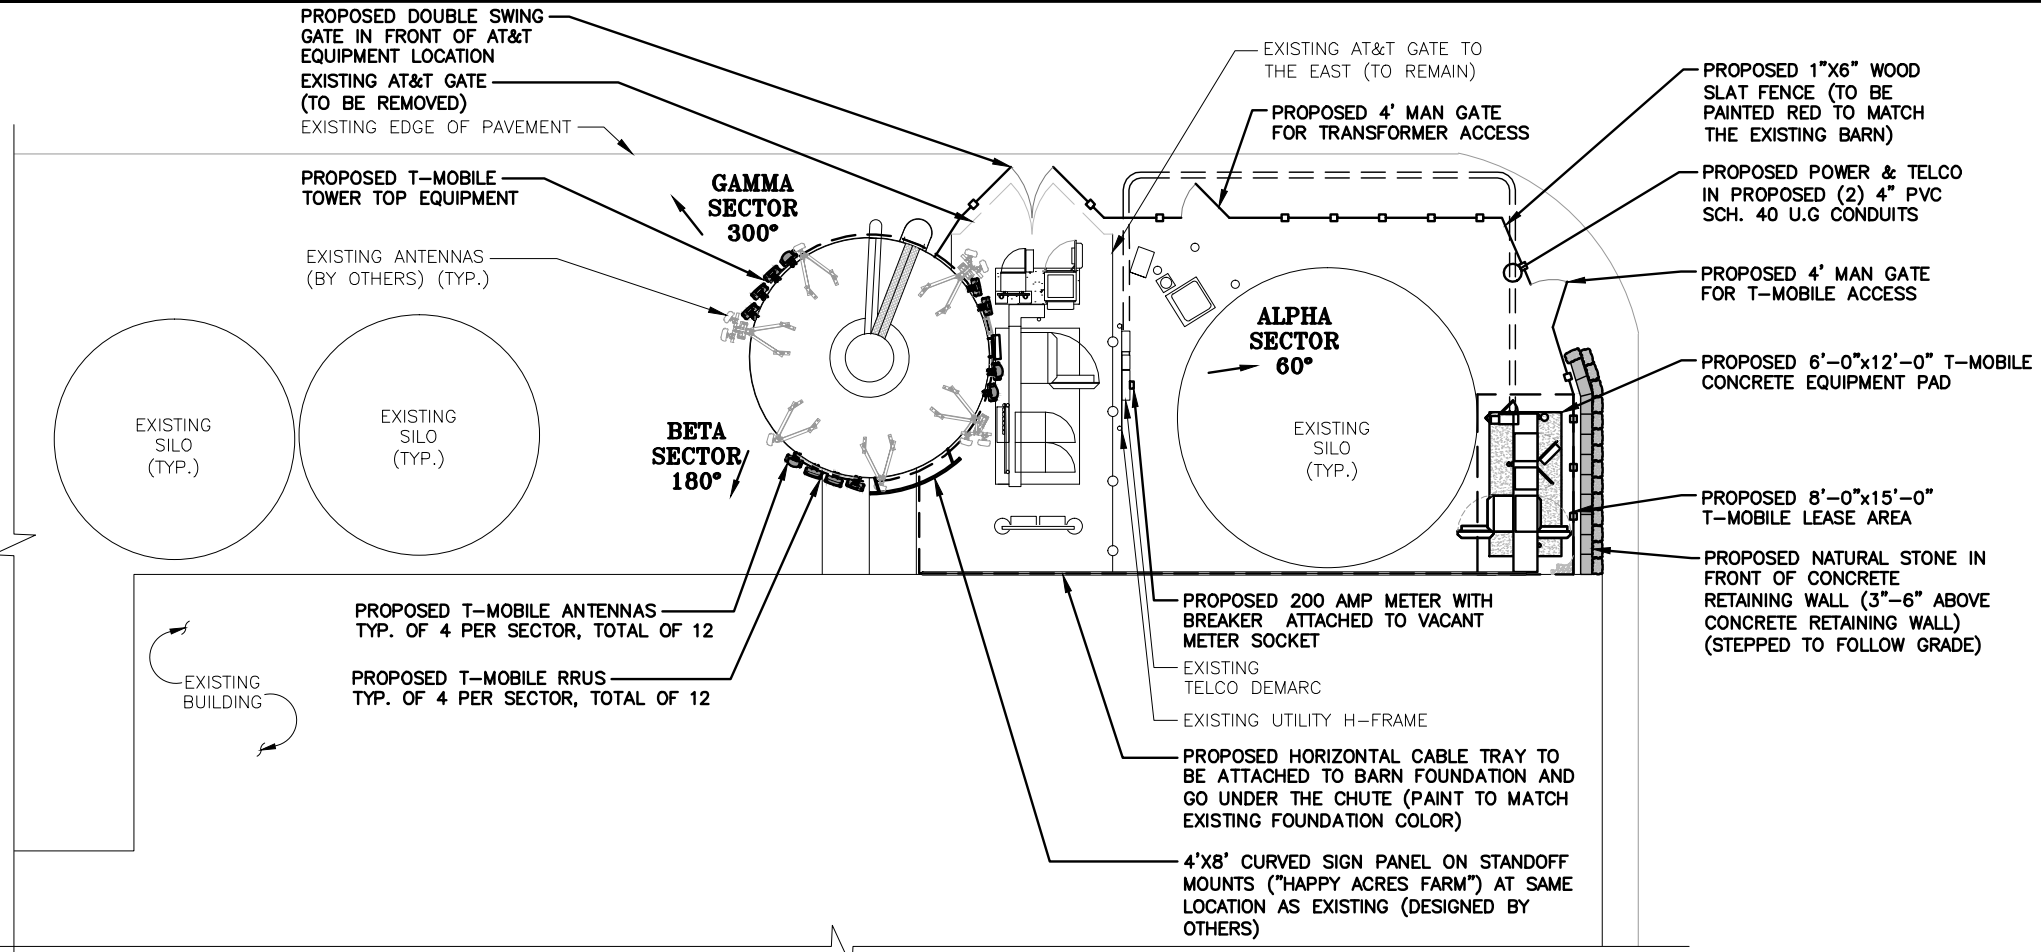 PROPOSED DOUBLE SWING
GATE IN FRONT OF AT&T
EQUIPMENT LOCATION
EXISTING AT&T GATE
(TO BE REMOVED)
EXISTING EDGE OF PAVEMENT
PROPOSED T-MOBILE
TOWER TOP EQUIPMENT
EXISTING ANTENNAS
(BY OTHERS) (TYP.)
GAMMA
SECTOR
300°
EXISTING AT&T GATE TO
THE EAST (TO REMAIN)
PROPOSED 4' MAN GATE
FOR TRANSFORMER ACCESS
PROPOSED 1"X6" WOOD
SLAT FENCE (TO BE
PAINTED RED TO MATCH
THE EXISTING BARN)
PROPOSED POWER & TELCO
IN PROPOSED (2) 4" PVC
SCH. 40 U.G CONDUITS
PROPOSED 4' MAN GATE
FOR T-MOBILE ACCESS
ALPHA
SECTOR
60°
PROPOSED 6'-0"x12'-0" T-MOBILE
CONCRETE EQUIPMENT PAD
EXISTING
SILO
(TYP.)
EXISTING
SILO
(TYP.)
BETA
SECTOR
180°
EXISTING
SILO
(TYP.)
PROPOSED 8'-0"x15'-0"
T-MOBILE LEASE AREA
PROPOSED NATURAL STONE IN
FRONT OF CONCRETE
RETAINING WALL (3"-6" ABOVE
CONCRETE RETAINING WALL)
(STEPPED TO FOLLOW GRADE)
PROPOSED T-MOBILE ANTENNAS
TYP. OF 4 PER SECTOR, TOTAL OF 12
PROPOSED T-MOBILE RRUS
TYP. OF 4 PER SECTOR, TOTAL OF 12
EXISTING
BUILDING
PROPOSED 200 AMP METER WITH
BREAKER ATTACHED TO VACANT
METER SOCKET
EXISTING
TELCO DEMARC
EXISTING UTILITY H-FRAME
PROPOSED HORIZONTAL CABLE TRAY TO
BE ATTACHED TO BARN FOUNDATION AND
GO UNDER THE CHUTE (PAINT TO MATCH
EXISTING FOUNDATION COLOR)
4'X8' CURVED SIGN PANEL ON STANDOFF
MOUNTS ("HAPPY ACRES FARM") AT SAME
LOCATION AS EXISTING (DESIGNED BY
OTHERS)